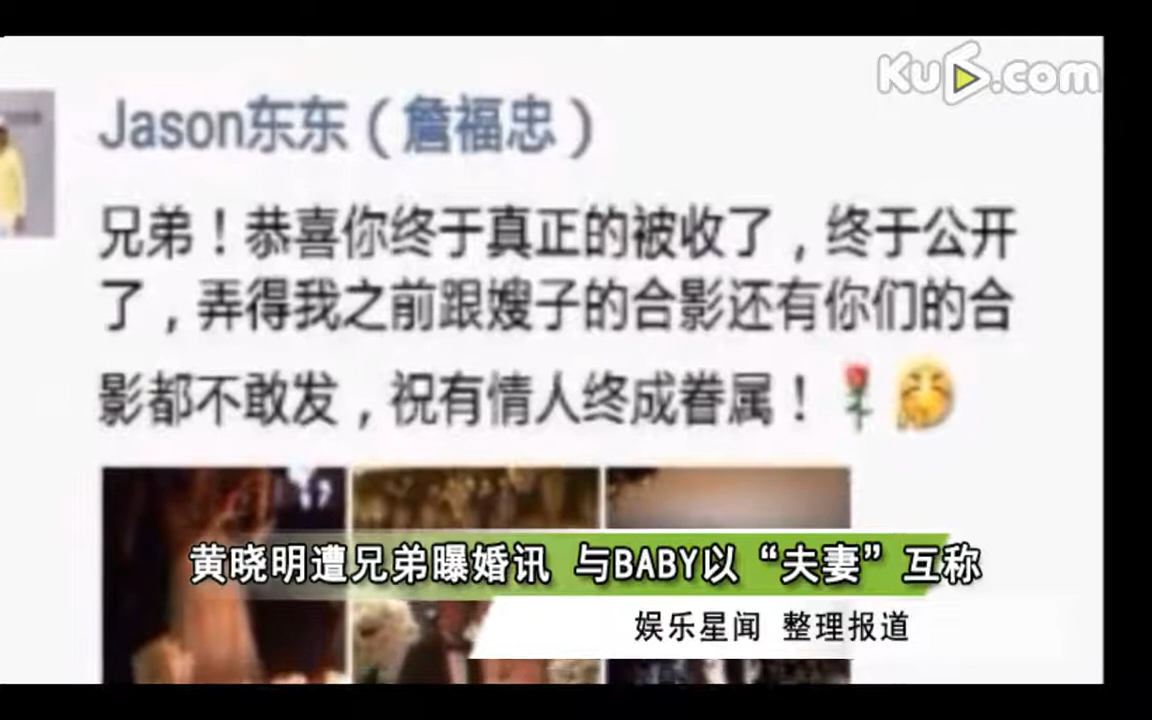 Ku6.com
Jason东东（詹福忠）
兄弟！恭喜你终于真正的被收了，终于公开
了，弄得我之前跟嫂子的合影还有你们的合
影都不敢发，祝有情人终成眷属！
黄晓明遭兄弟曝婚讯 与BABY以“夫妻”互称
娱乐星闻 整理报道